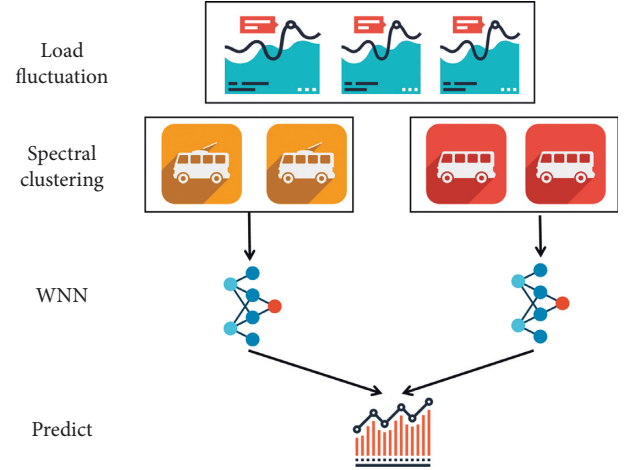 Load
fluctuation
Spectral
clustering
WNN
Predict